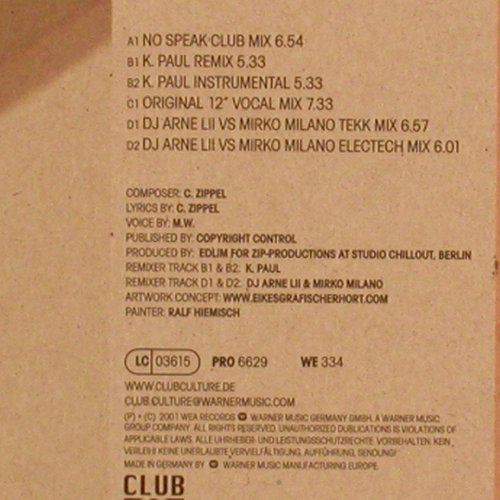 A1 NO SPEAK CLUB MIX 6.54
B1 K. PAUL REMIX 5.33
B2 K. PAUL INSTRUMENTAL 5.33
C1 ORIGINAL 12" VOCAL MIX 7.33
D1 DJ ARNE LII VS MIRKO MILANO TEKK MIX 6.57
D2 DJ ARNE LII VS MIRKO MILANO ELECTECH MIX 6.01
COMPOSER: C. ZIPPEL
LYRICS BY: C. ZIPPEL
VOICE BY: M.W.
PUBLISHED BY: COPYRIGHT CONTROL
PRODUCED BY: EDLIM FOR ZIP-PRODUCTIONS AT STUDIO CHILLOUT, BERLIN
REMIXER TRACK B1 & B2: K. PAUL
REMIXER TRACK D1 & D2: DJ ARNE LII & MIRKO MILANO
ARTWORK CONCEPT: WWW.EIKESGRAFISCHERHORT.COM
PAINTER: RALF HIEMISCH
LC 03615 PRO 6629 WE 334
WWW.CLUBCULTURE.DE
CLUB.CULTURE@WARNERMUSIC.COM
(P) + (C) 2001 WEA RECORDS WARNER MUSIC GERMANY GMBH. A WARNER MUSIC
GROUP COMPANY. ALL RIGHTS RESERVED. UNAUTHORIZED DUBLICATIONS IS VIOLATIONS OF
APPLICABLE LAWS. ALLE URHEBER- UND LEISTUNGSSCHUTZRECHTE VORBEHALTEN. KEIN
VERLEIH! KEINE UNERLAUBTE VERVIELFÄLTIGUNG, AUFFÜHRUNG, SENDUNG!
MADE IN GERMANY BY WARNER MUSIC MANUFACTURING EUROPE.
CLUB